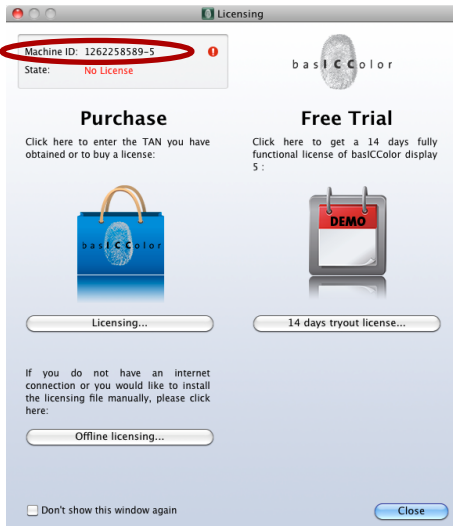 Licensing
Machine ID: 1262258589-5
State: No License
basICColor
Purchase
Click here to enter the TAN you have
obtained or to buy a license:
basICColor
Licensing...
If you do not have an internet
connection or you would like to install
the licensing file manually, please click
here:
Offline licensing...
Free Trial
Click here to get a 14 days fully
functional license of basICColor display
5 :
DEMO
14 days tryout license...
Don't show this window again
Close